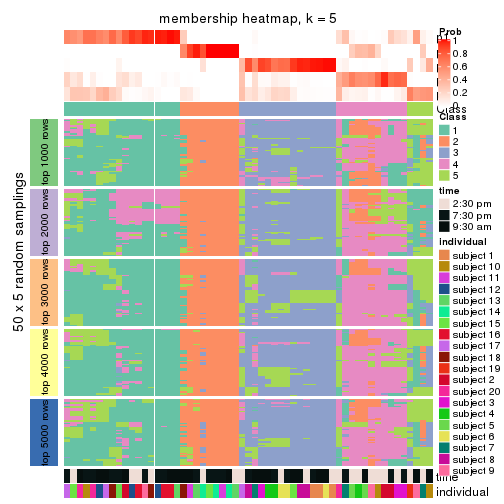 membership heatmap, k = 5
50 x 5 random samplings
top 1000 rows
top 2000 rows
top 3000 rows
top 4000 rows
top 5000 rows
Prob
1
0.8
0.6
0.4
0.2
0
Class
Class
1
2
3
4
5
time
2:30 pm
7:30 pm
9:30 am
individual
subject 1
subject 10
subject 11
subject 12
subject 13
subject 14
subject 15
subject 16
subject 17
subject 18
subject 19
subject 2
subject 20
subject 3
subject 4
subject 5
subject 6
subject 7
subject 8
subject 9
time
individual